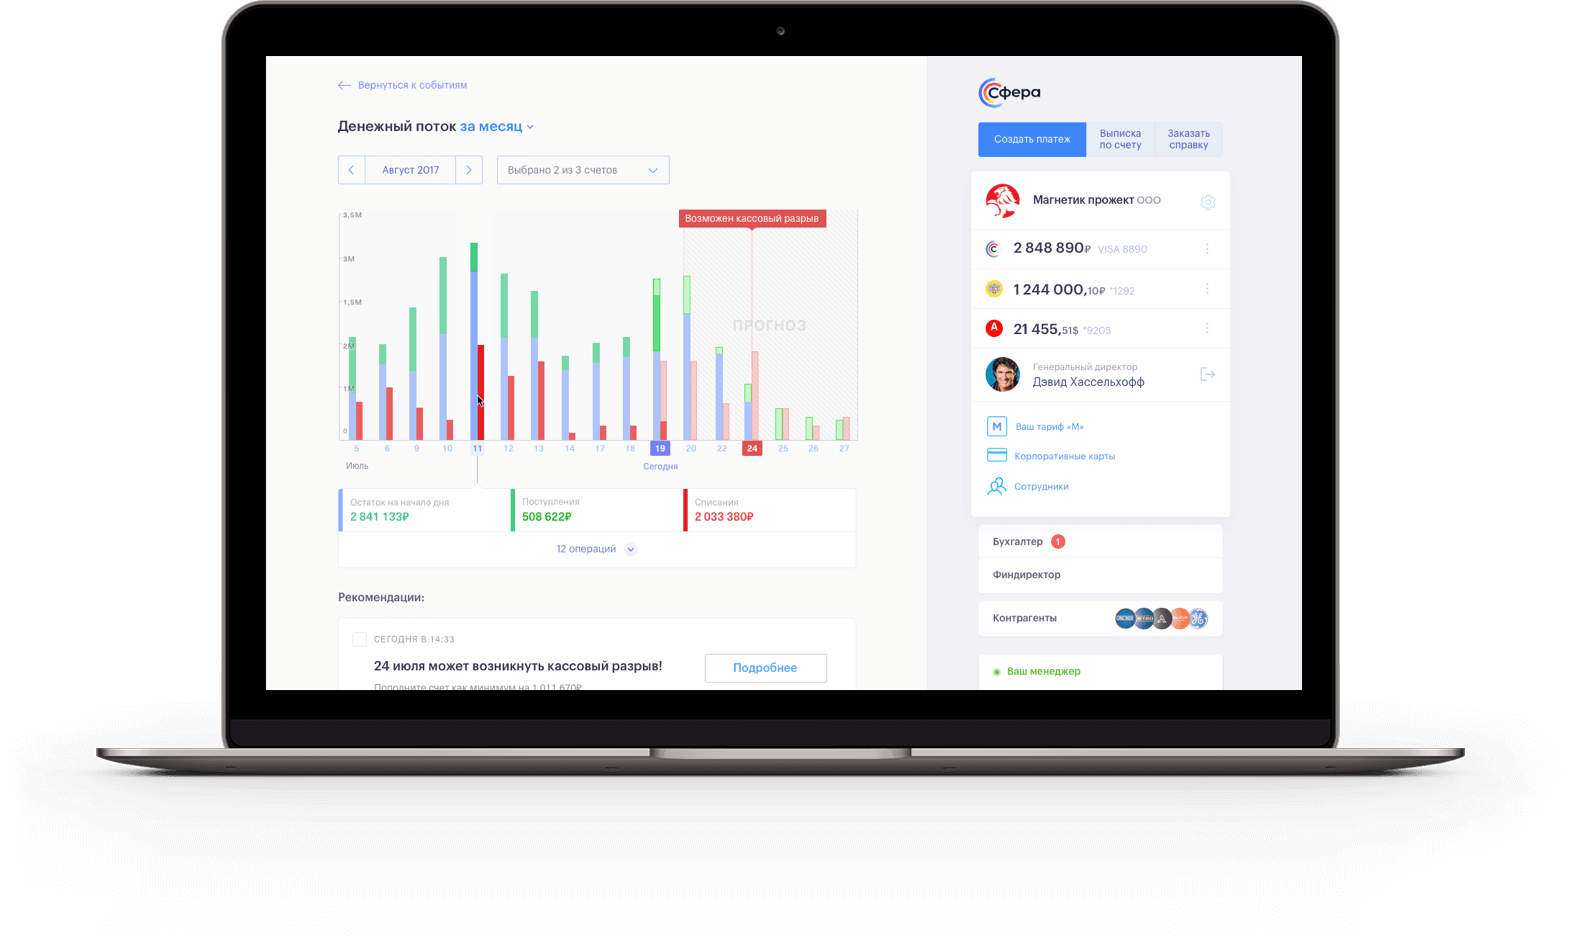 Вернуться к событиям
Денежный поток за месяц
Август 2017
Выбрано 2 из 3 счетов
Возможен кассовый разрыв
3,5М
3М
1,5М
2М
1М
0
ПРОГНОЗ
5 6 9 10 11 12 13 14 17 18 19 20 22 24 25 26 27
Июль
Сегодня
Остаток на начало дня
2 841 133₽
Поступления
508 622₽
Списания
2 033 380₽
12 операций
Рекомендации:
СЕГОДНЯ В 14:33
24 июля может возникнуть кассовый разрыв!
Пополните счет как минимум на 1 011 670₽
Подробнее
Сфера
Создать платеж
Выписка
по счету
Заказать
справку
Магнетик прожект ООО
С
2 848 890₽ VISA 8890
1 244 000,10₽ *1292
А
21 455,51$ *9205
Генеральный директор
Дэвид Хассельхофф
М
Ваш тариф «М»
Корпоративные карты
Сотрудники
Бухгалтер 1
Финдиректор
Контрагенты
Ваш менеджер